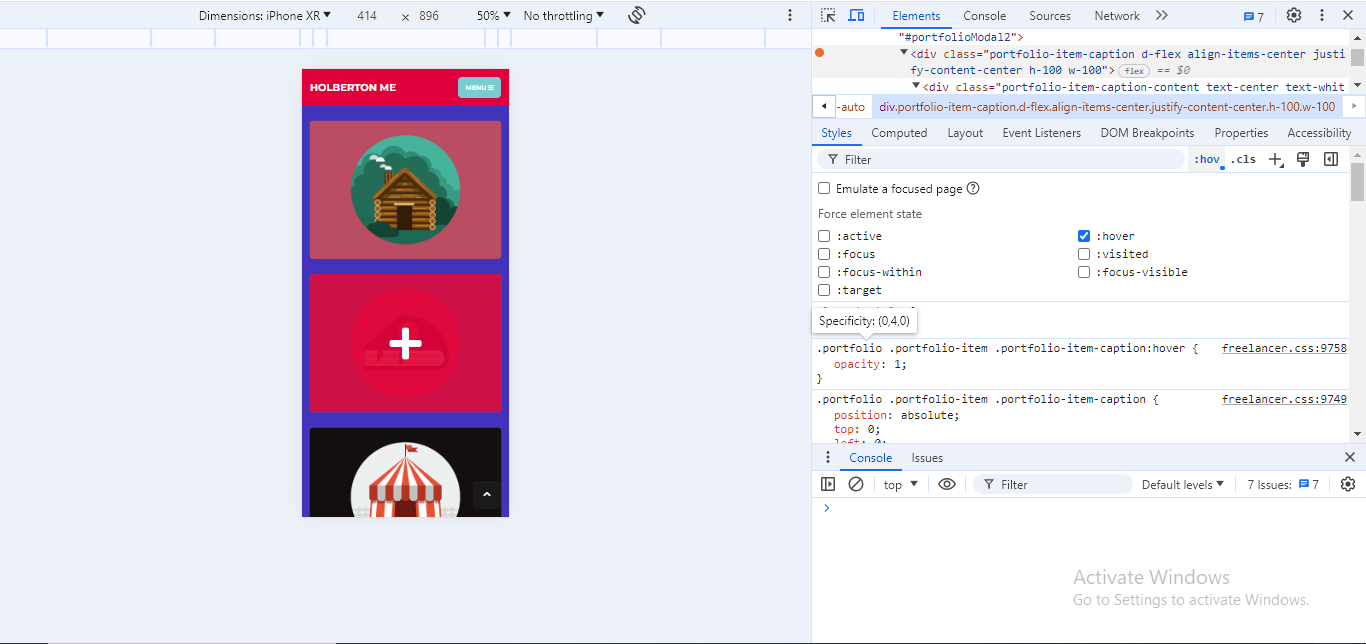 Dimensions: iPhone XR ▼ 414 × 896 50% ▼ No throttling ▼
Elements Console Sources Network 7
"#portfolioModal2">
<div class="portfolio-item-caption d-flex align-items-center justi
fy-content-center h-100 w-100"> flex == $0
<div class="portfolio-item-caption-content text-center text-whit
-auto div.portfolio-item-caption.d-flex.align-items-center.justify-content-center.h-100.w-100
Styles Computed Layout Event Listeners DOM Breakpoints Properties Accessibility
Filter :hov .cls
Emulate a focused page
Force element state
:active :hover
:focus :visited
:focus-within :focus-visible
:target
Specificity: (0,4,0)
.portfolio .portfolio-item .portfolio-item-caption:hover { freelancer.css:9758
opacity: 1;
}
.portfolio .portfolio-item .portfolio-item-caption { freelancer.css:9749
position: absolute;
top: 0;
left: 0;
Console Issues
top ▼ Filter Default levels ▼ 7 Issues: 7
HOLBERTON ME MENU
Activate Windows
Go to Settings to activate Windows.